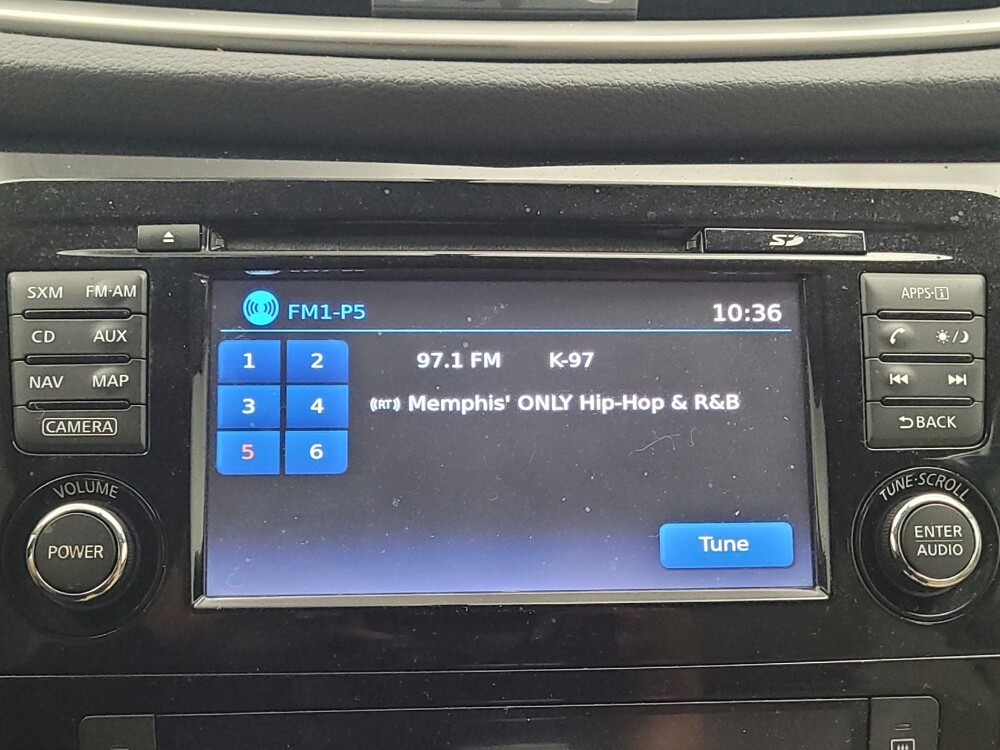 SD
SXM FM·AM
CD AUX
NAV MAP
CAMERA
VOLUME
POWER
FM1-P5 10:36
1 2
3 4
5 6
97.1 FM K-97
((RT)) Memphis' ONLY Hip-Hop & R&B
Tune
APPS·i
BACK
TUNE·SCROLL
ENTER
AUDIO